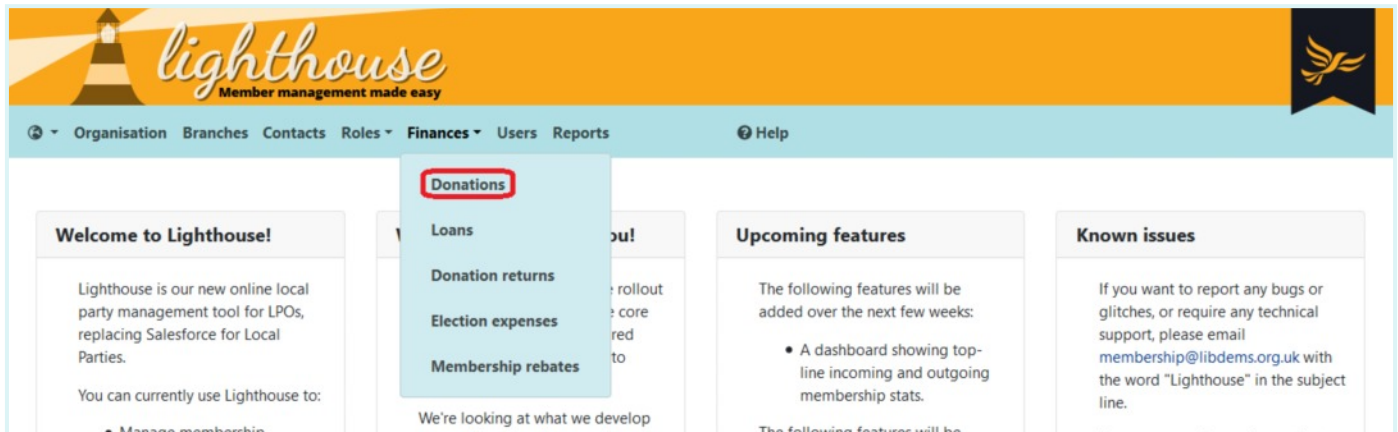 lighthouse
Member management made easy
Organisation Branches Contacts Roles Finances Users Reports Help
Donations
Loans
Donation returns
Election expenses
Membership rebates
Welcome to Lighthouse!
Lighthouse is our new online local
party management tool for LPOs,
replacing Salesforce for Local
Parties.
You can currently use Lighthouse to:
ou!
rollout
core
red
to
We're looking at what we develop
Upcoming features
The following features will be
added over the next few weeks:
• A dashboard showing top-
line incoming and outgoing
membership stats.
The following features will be
Known issues
If you want to report any bugs or
glitches, or require any technical
support, please email
membership@libdems.org.uk with
the word "Lighthouse" in the subject
line.